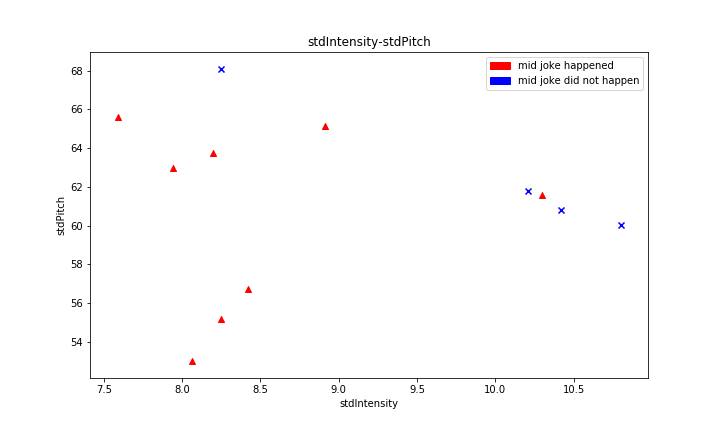 stdIntensity-stdPitch
mid joke happened
mid joke did not happen
68
66
64
62
60
58
56
54
stdPitch
7.5 8.0 8.5 9.0 9.5 10.0 10.5
stdIntensity